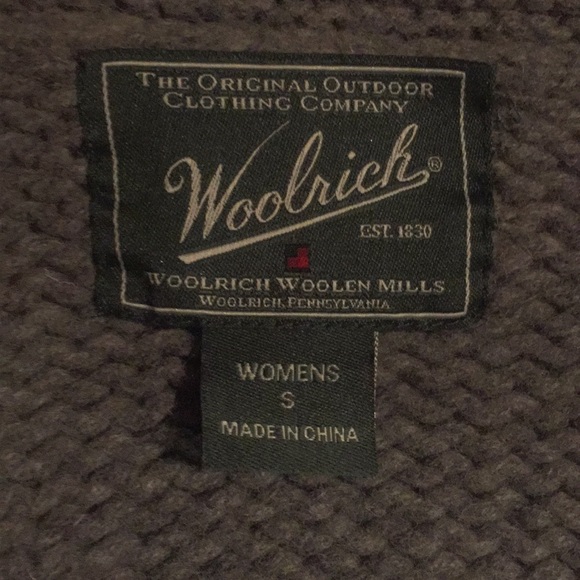 THE ORIGINAL OUTDOOR
CLOTHING COMPANY
Woolrich®
EST. 1830
WOOLRICH WOOLEN MILLS
WOOLRICH, PENNSYLVANIA
WOMENS
S
MADE IN CHINA